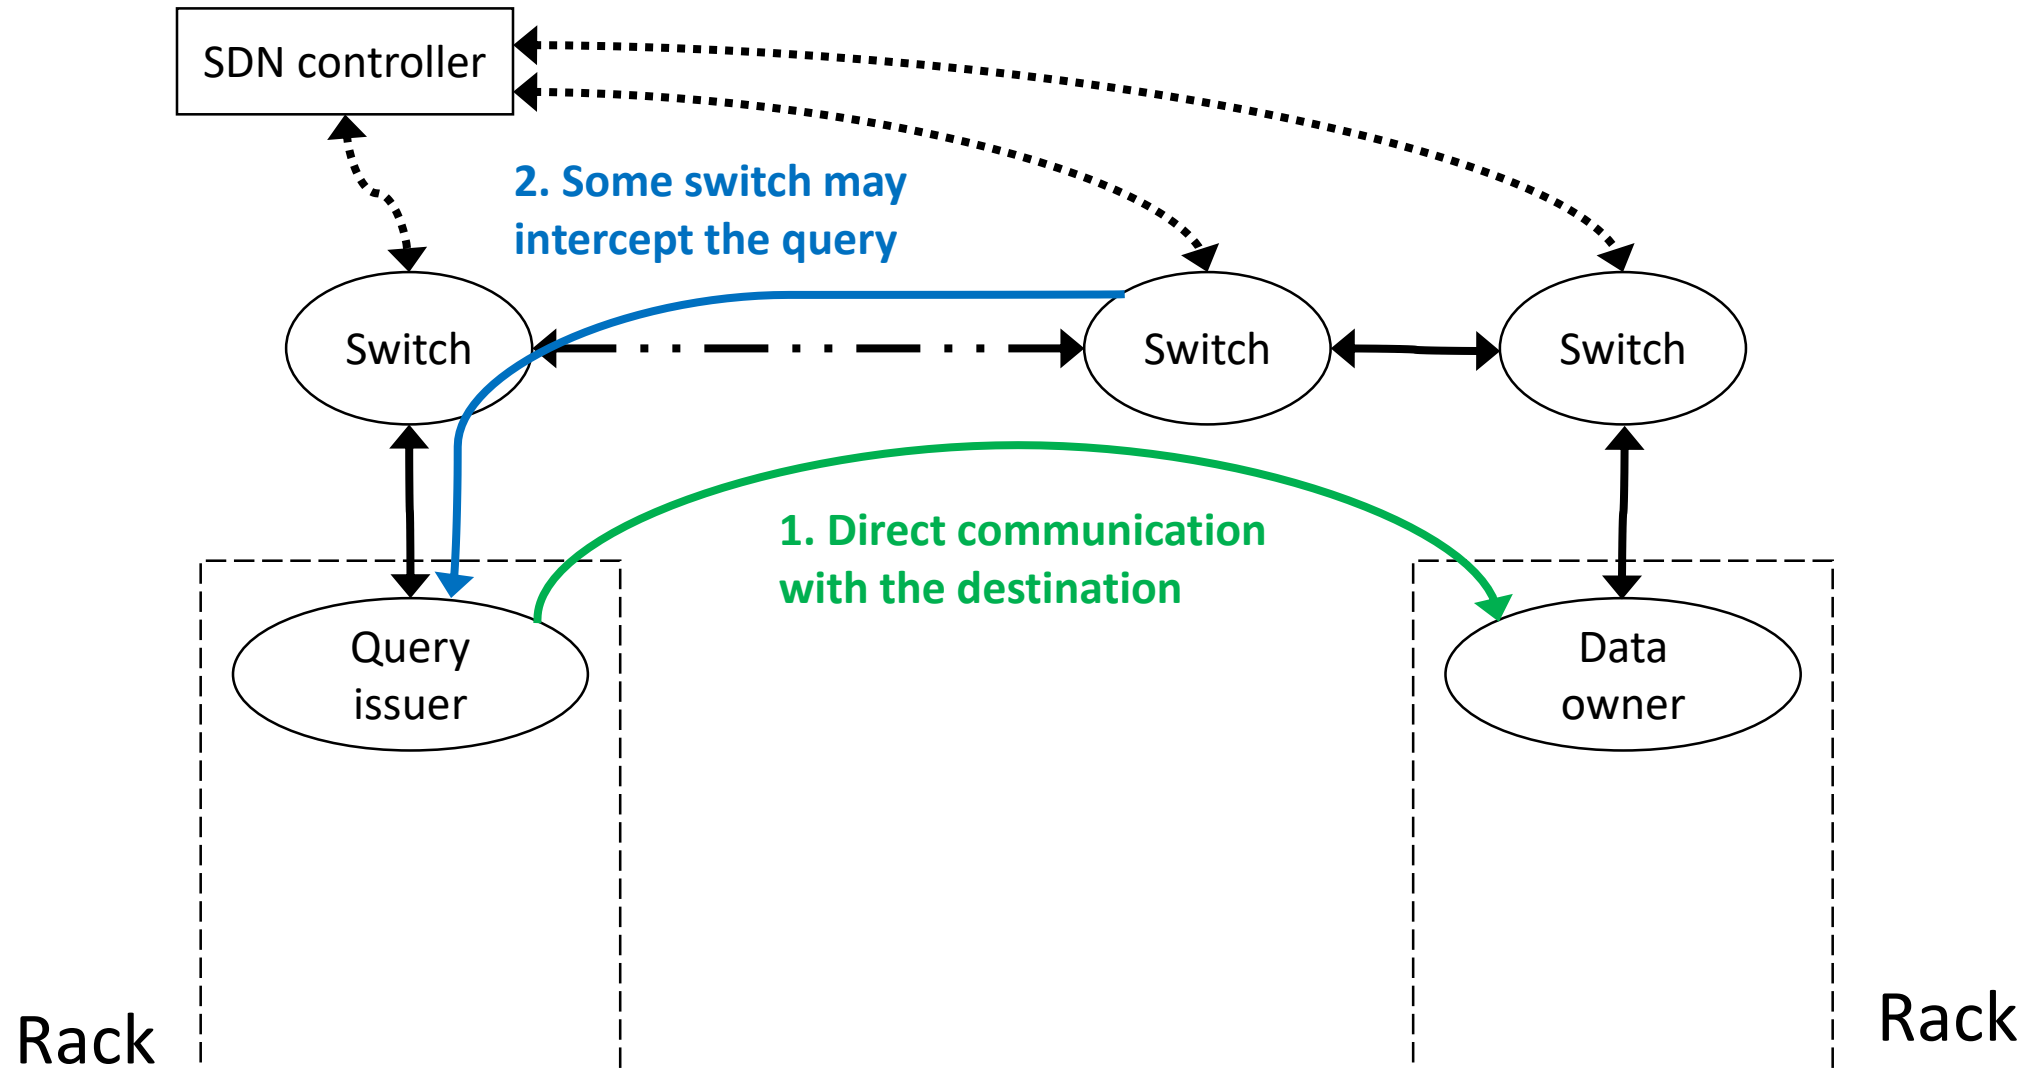 SDN controller
2. Some switch may
intercept the query
Switch
Switch
Switch
1. Direct communication
with the destination
Query
issuer
Data
owner
Rack
Rack